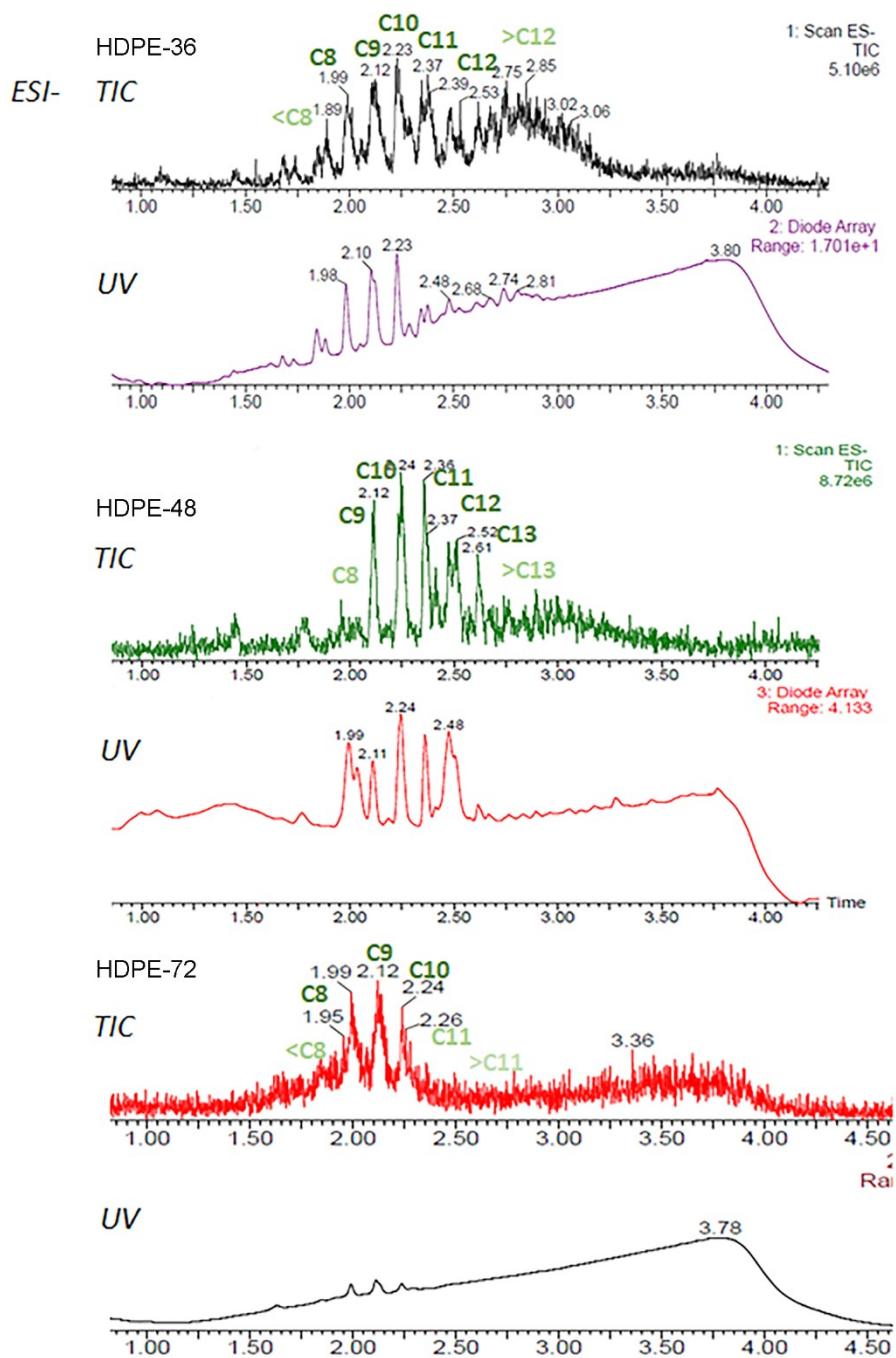 HDPE-36
ESI- TIC
1: Scan ES-
TIC
5.10e6
<C8 C8 C9 C10 C11 C12 >C12
1.89 1.99 2.12 2.23 2.37 2.39 2.53 2.75 2.85 3.02 3.06
1.00 1.50 2.00 2.50 3.00 3.50 4.00
2: Diode Array
Range: 1.701e+1
UV
1.98 2.10 2.23 2.48 2.68 2.74 2.81 3.80
1.00 1.50 2.00 2.50 3.00 3.50 4.00
HDPE-48
TIC
1: Scan ES-
TIC
8.72e6
C8 C9 C10 C11 C12 C13 >C13
2.12 2.36 2.37 2.52 2.61
1.00 1.50 2.00 2.50 3.00 3.50 4.00
3: Diode Array
Range: 4.133
UV
1.99 2.11 2.24 2.48
1.00 1.50 2.00 2.50 3.00 3.50 4.00 Time
HDPE-72
TIC
<C8 C8 C9 C10 C11 >C11
1.95 1.99 2.12 2.24 2.26 3.36
1.00 1.50 2.00 2.50 3.00 3.50 4.00 4.50
UV
3.78
1.00 1.50 2.00 2.50 3.00 3.50 4.00 4.50